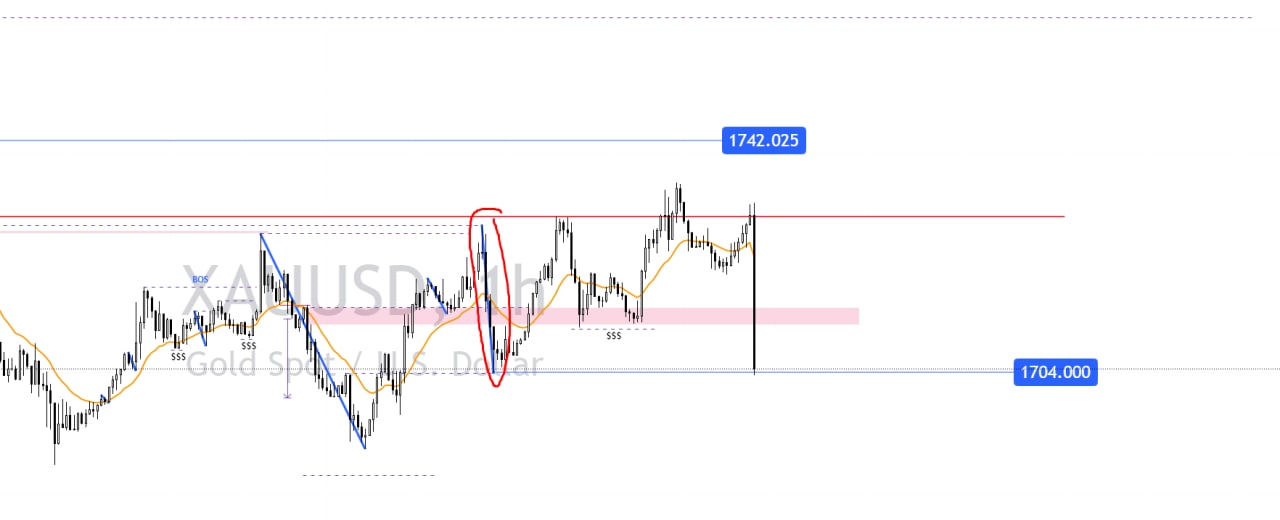 1742.025
BOS
XAUUSD, 1h
$$$
$$$
$$$
Gold Spot / U.S. Dollar
1704.000